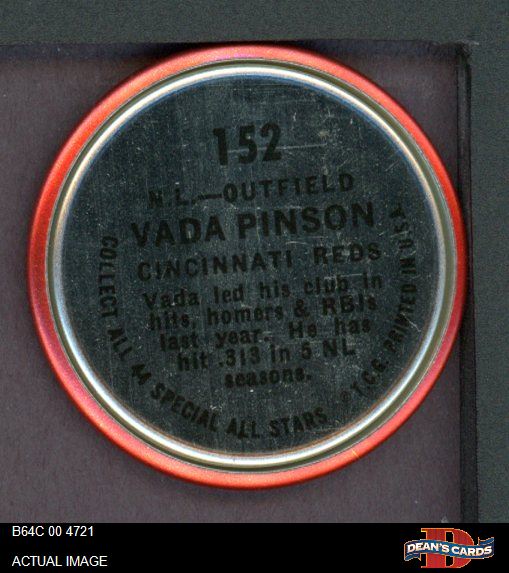 152
N.L.—OUTFIELD
VADA PINSON
CINCINNATI REDS
Vada led his club in
hits, homers & RBIs
last year. He has
hit .313 in 5 NL
seasons.
COLLECT ALL 44 SPECIAL ALL STARS ©T.C.G. PRINTED IN U.S.A.
B64C 00 4721
ACTUAL IMAGE
DEAN'S CARDS